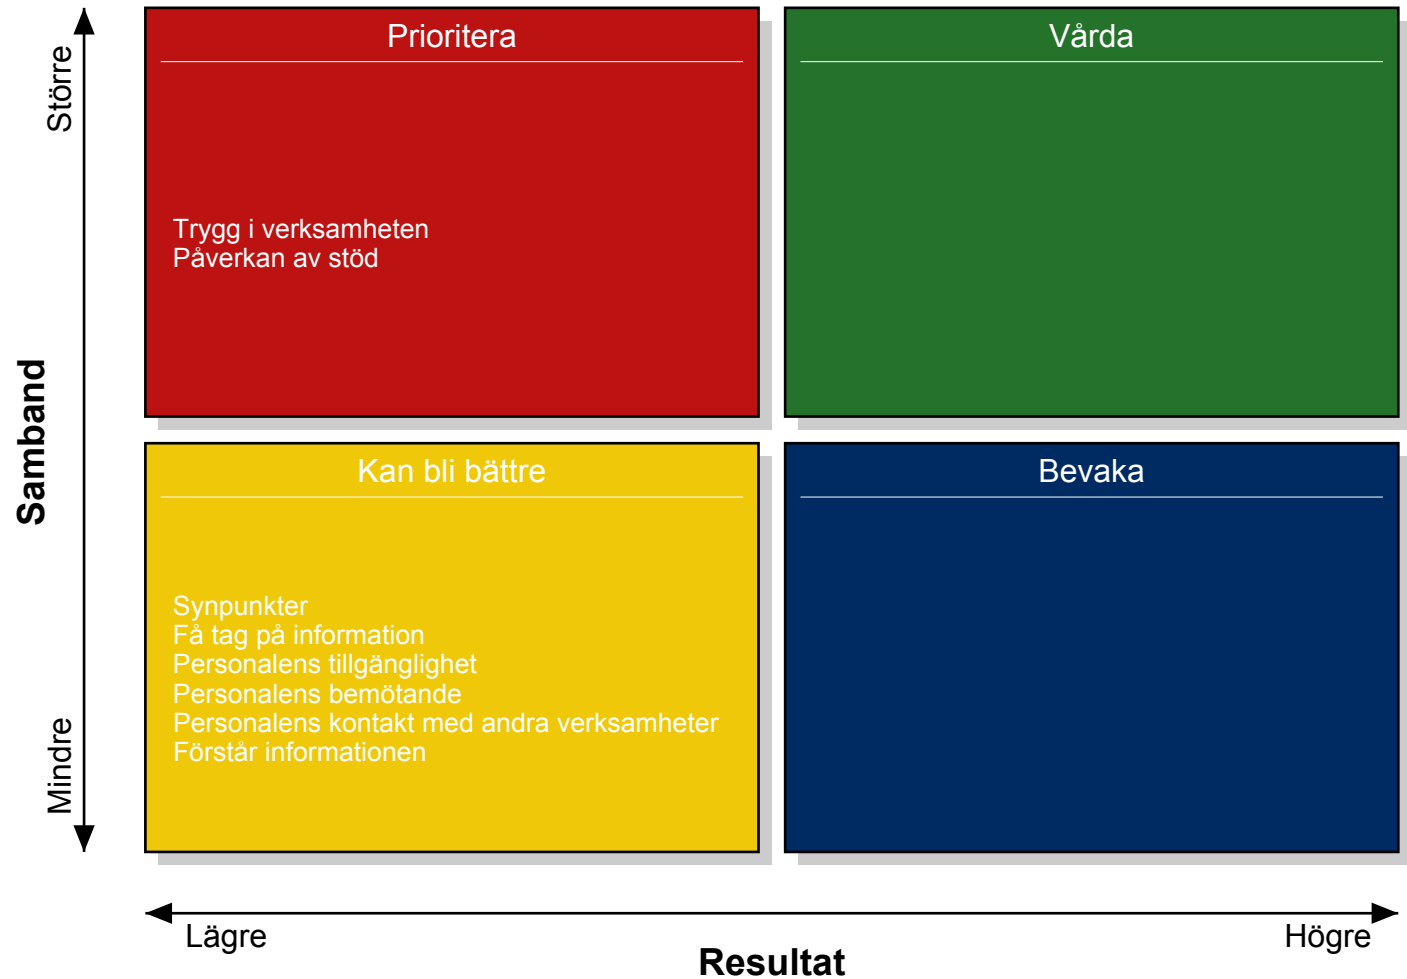 Större
Samband
Mindre
Prioritera
Trygg i verksamheten
Påverkan av stöd
Vårda
Kan bli bättre
Synpunkter
Få tag på information
Personalens tillgänglighet
Personalens bemötande
Personalens kontakt med andra verksamheter
Förstår informationen
Bevaka
Lägre
Högre
Resultat